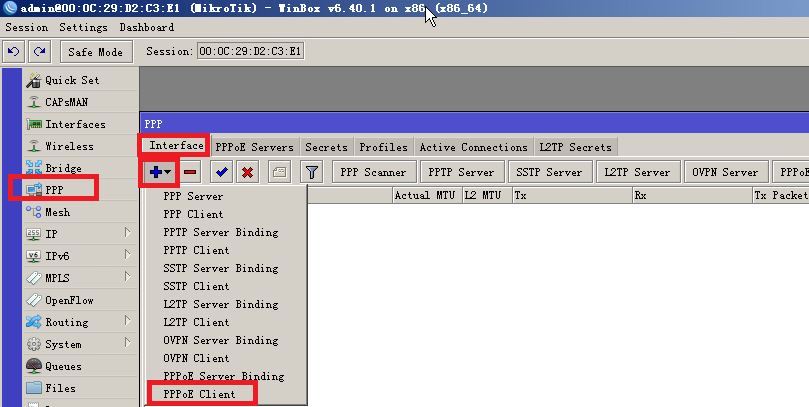 admin@00:0C:29:D2:C3:E1 (MikroTik) - WinBox v6.40.1 on x86 (x86_64)
Session Settings Dashboard
Safe Mode Session: 00:0C:29:D2:C3:E1
Quick Set
CAPsMAN
Interfaces
Wireless
Bridge
PPP
Mesh
255 IP
v6 IPv6
MPLS
OpenFlow
Routing
System
Queues
Files
PPP
Interface PPPoE Servers Secrets Profiles Active Connections L2TP Secrets
PPP Scanner PPTP Server SSTP Server L2TP Server OVPN Server PPPoE
Actual MTU L2 MTU Tx Rx Tx Packet
PPP Server
PPP Client
PPTP Server Binding
PPTP Client
SSTP Server Binding
SSTP Client
L2TP Server Binding
L2TP Client
OVPN Server Binding
OVPN Client
PPPoE Server Binding
PPPoE Client